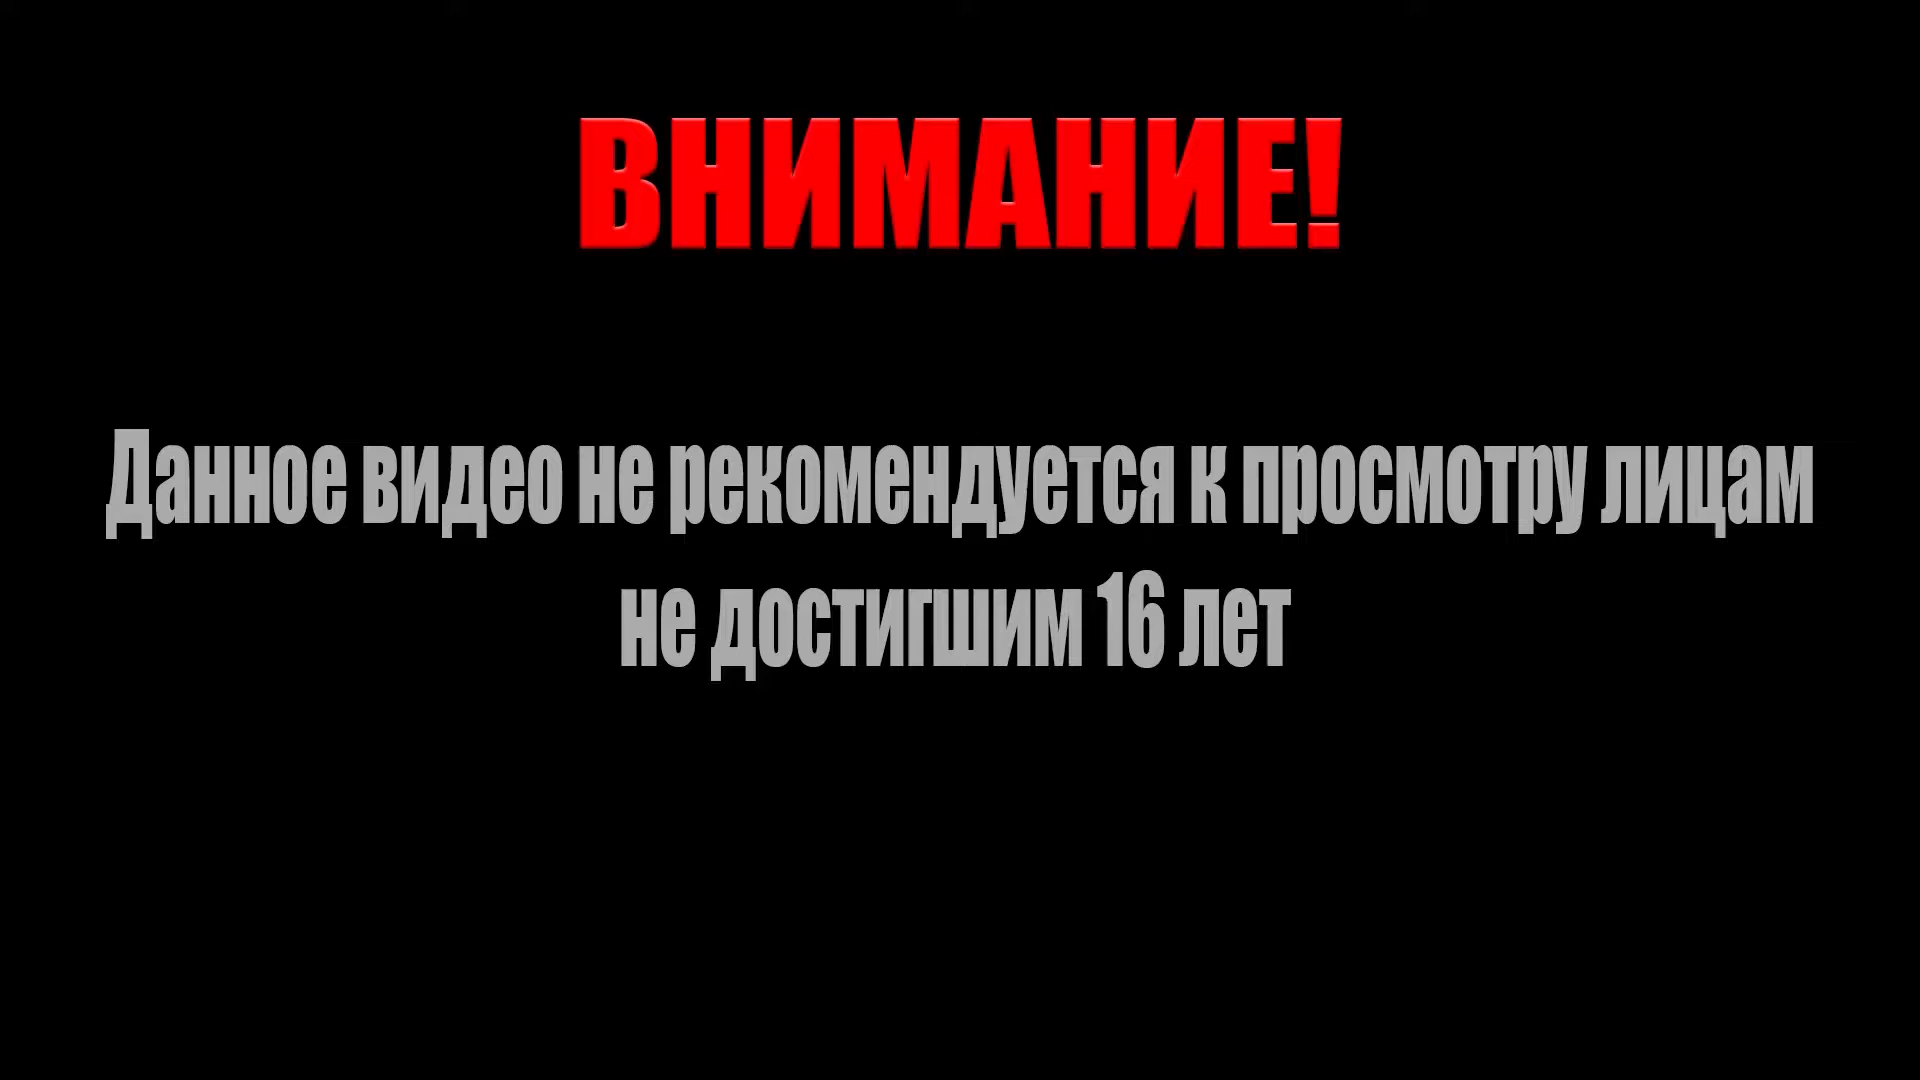 ВНИМАНИЕ!
Данное видео не рекомендуется к просмотру лицам
не достигшим 16 лет